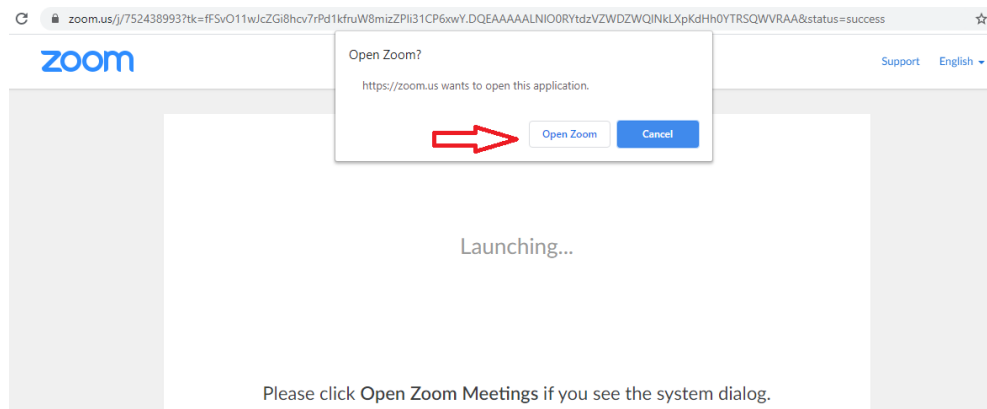 zoom.us/j/752438993?tk=fFSvO11wJcZGi8hcv7rPd1kfruW8mizZPIi31CP6xwY.DQEAAAAALNIO0RYtdzVZWDZWQlNkLXpKdHh0YTRSQWVRAA&status=success
zoom
Support English
Open Zoom?
https://zoom.us wants to open this application.
Open Zoom Cancel
Launching...
Please click Open Zoom Meetings if you see the system dialog.